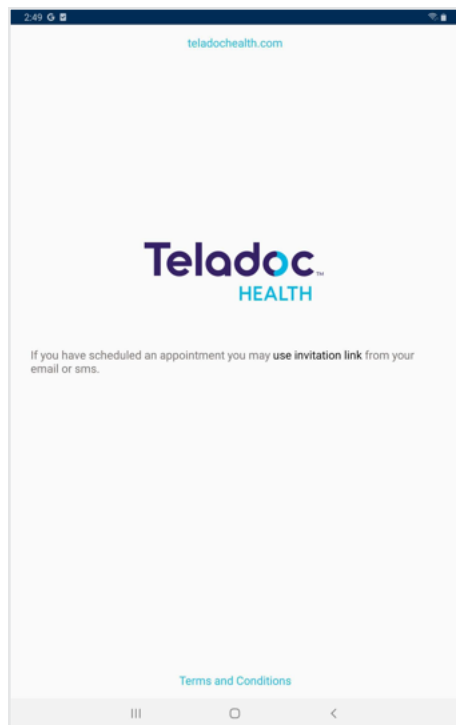 2:49 G
teladochealth.com
Teladoc™
HEALTH
If you have scheduled an appointment you may use invitation link from your
email or sms.
Terms and Conditions